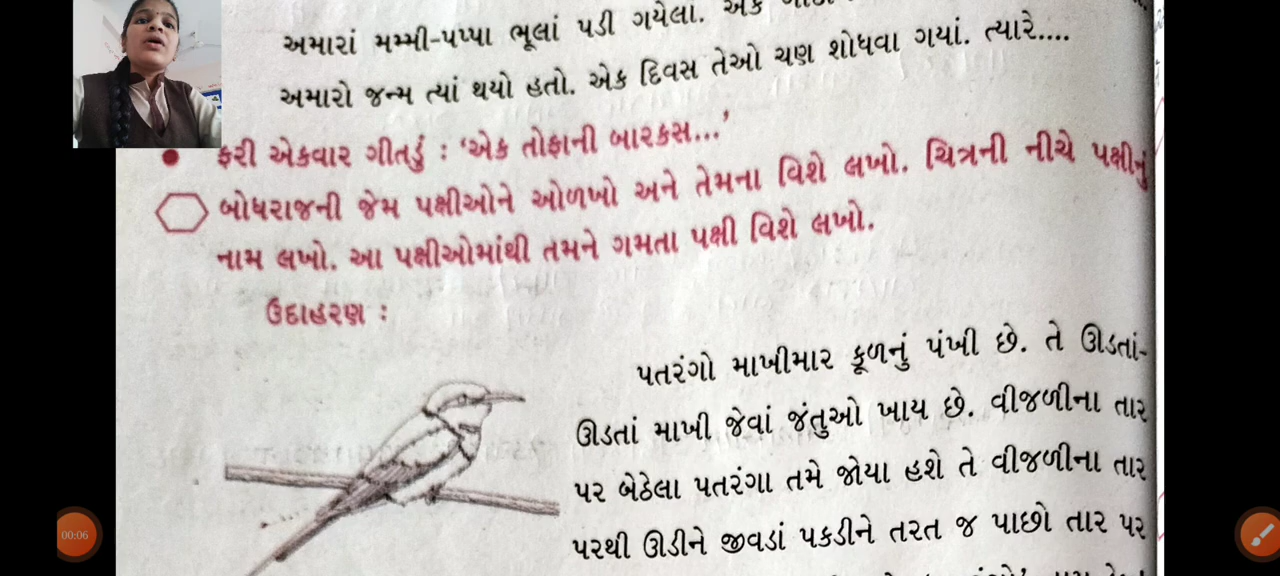 અમારાં મમ્મી-પપ્પા ભૂલાં પડી ગયેલા. એક
અમારો જન્મ ત્યાં થયો હતો. એક દિવસ તેઓ ચણ શોધવા ગયાં. ત્યારે....
• ફરી એકવાર ગીતડું : ‘એક તોફાની બારકસ...’
બોધરાજની જેમ પક્ષીઓને ઓળખો અને તેમના વિશે લખો. ચિત્રની નીચે પક્ષીનું
નામ લખો. આ પક્ષીઓમાંથી તમને ગમતા પક્ષી વિશે લખો.
ઉદાહરણ :
પતરંગો માખીમાર કૂળનું પંખી છે. તે ઊડતાં-
ઊડતાં માખી જેવાં જંતુઓ ખાય છે. વીજળીના તાર
પર બેઠેલા પતરંગા તમે જોયા હશે તે વીજળીના તાર
પરથી ઊડીને જીવડાં પકડીને તરત જ પાછો તાર પર
00:06